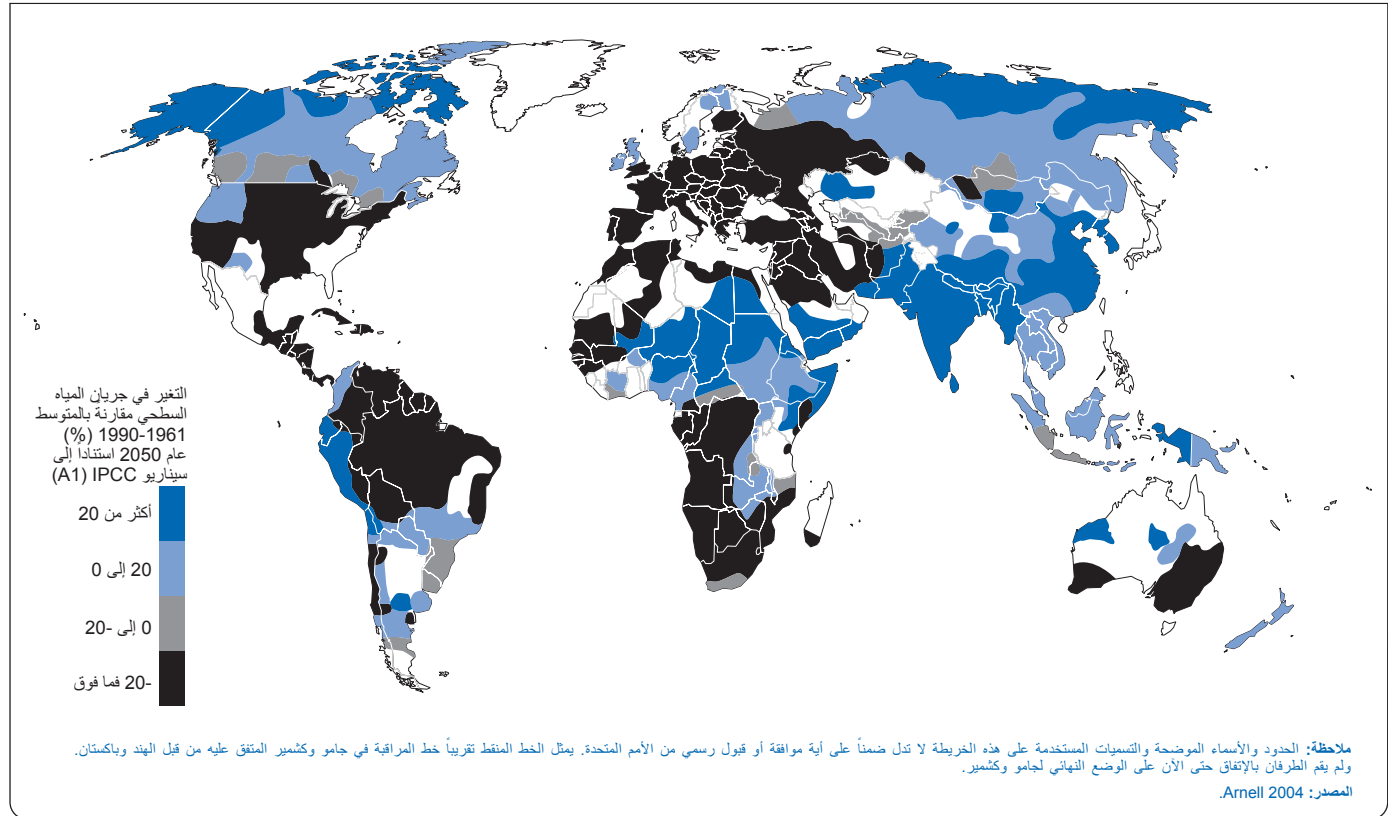 التغير في جريان المياه
السطحي مقارنة بالمتوسط
1990-1961 (%)
عام 2050 استناداً إلى
سيناريو IPCC (A1)
أكثر من 20
20 إلى 0
0 إلى -20
-20 فما فوق
ملاحظة: الحدود والأسماء الموضحة والتسميات المستخدمة على هذه الخريطة لا تدل ضمناً على أية موافقة أو قبول رسمي من الأمم المتحدة. يمثل الخط المنقط تقريباً خط المراقبة في جامو وكشمير المتفق عليه من قبل الهند وباكستان.
ولم يقم الطرفان بالإتفاق حتى الآن على الوضع النهائي لجامو وكشمير.
المصدر: Arnell 2004.